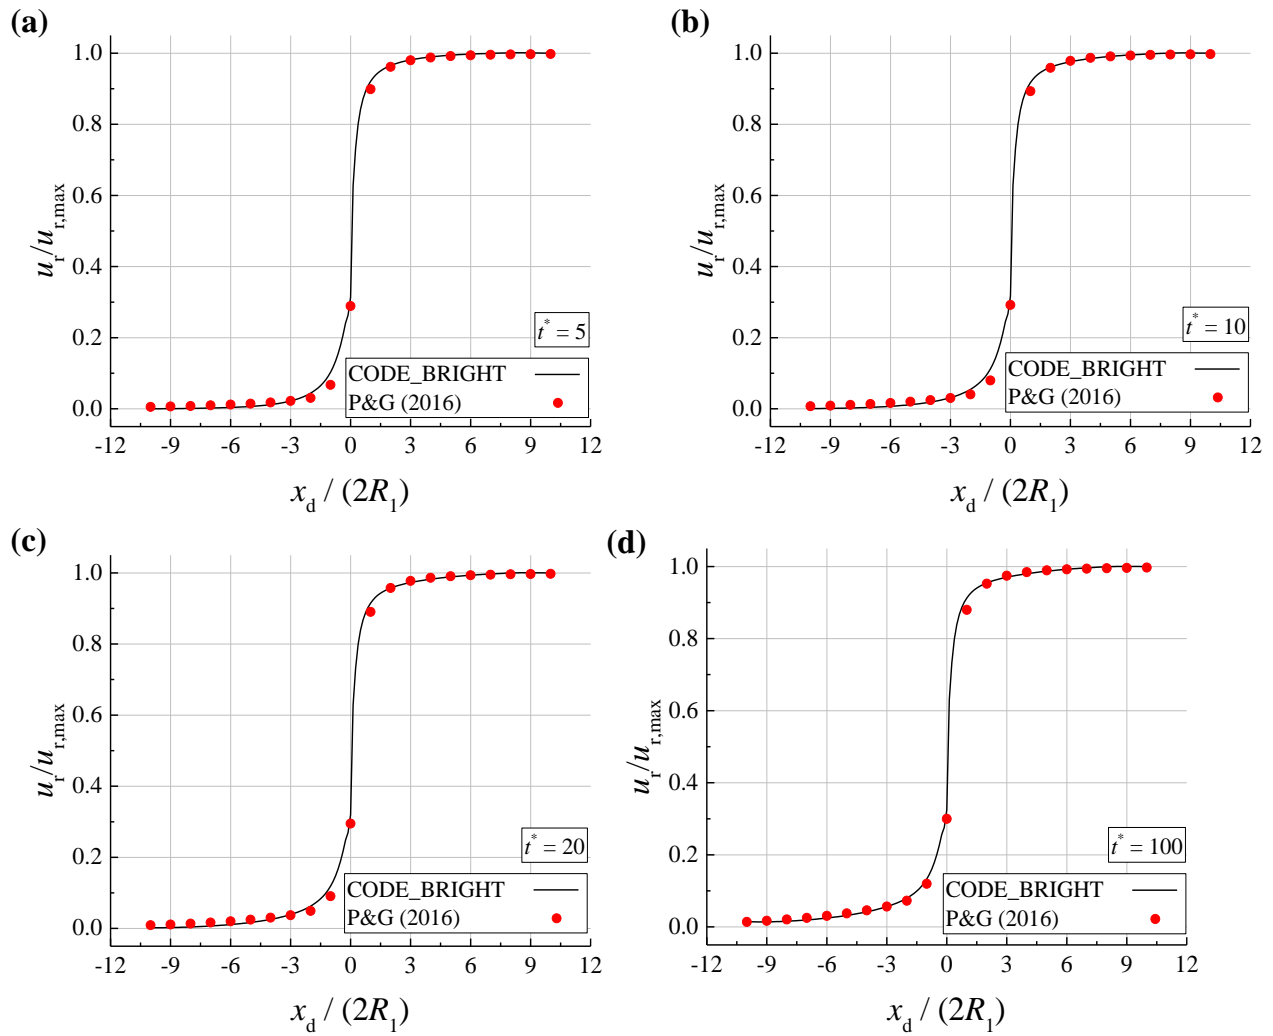 (a)
1.0
0.8
0.6
0.4
0.2
0.0
u_r/u_r,max
t* = 5
CODE_BRIGHT
P&G (2016)
-12 -9 -6 -3 0 3 6 9 12
x_d / (2R_1)
(b)
1.0
0.8
0.6
0.4
0.2
0.0
u_r/u_r,max
t* = 10
CODE_BRIGHT
P&G (2016)
-12 -9 -6 -3 0 3 6 9 12
x_d / (2R_1)
(c)
1.0
0.8
0.6
0.4
0.2
0.0
u_r/u_r,max
t* = 20
CODE_BRIGHT
P&G (2016)
-12 -9 -6 -3 0 3 6 9 12
x_d / (2R_1)
(d)
1.0
0.8
0.6
0.4
0.2
0.0
u_r/u_r,max
t* = 100
CODE_BRIGHT
P&G (2016)
-12 -9 -6 -3 0 3 6 9 12
x_d / (2R_1)